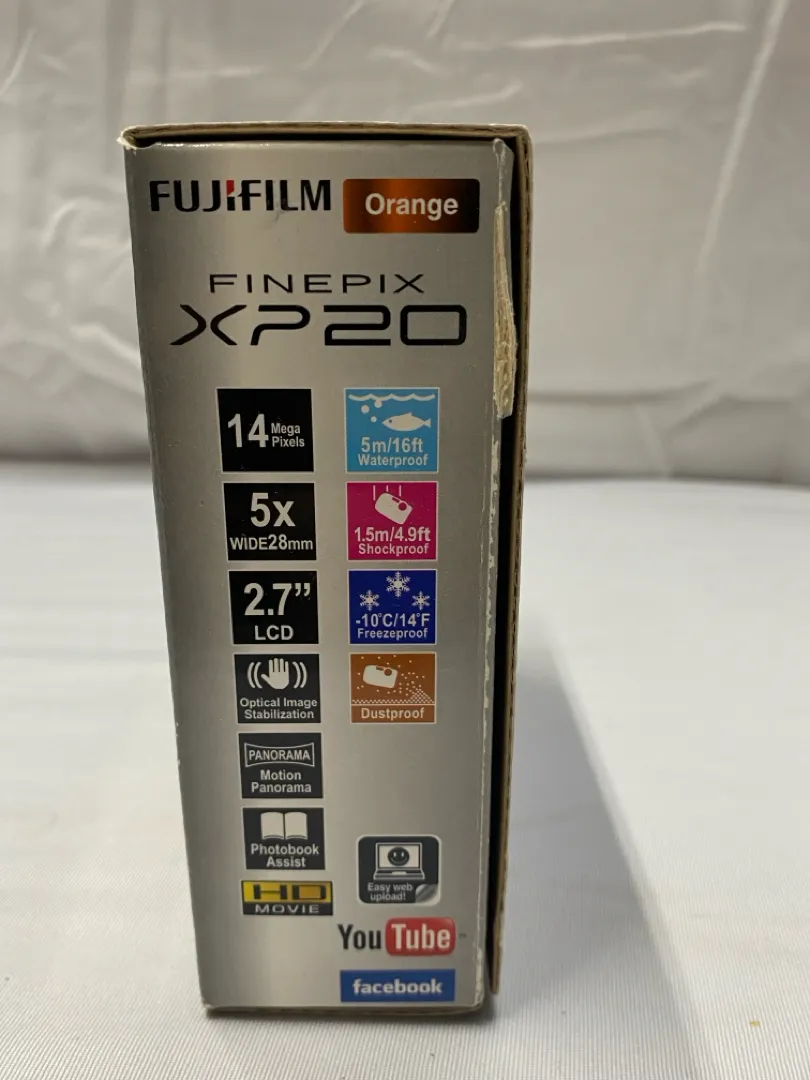 FUJIFILM
Orange
FINEPIX
XP20
14 Mega
Pixels
5m/16ft
Waterproof
5x
WIDE28mm
1.5m/4.9ft
Shockproof
2.7”
LCD
-10°C/14°F
Freezeproof
Optical Image
Stabilization
Dustproof
PANORAMA
Motion
Panorama
Photobook
Assist
Easy web
upload!
HD
MOVIE
YouTube
facebook